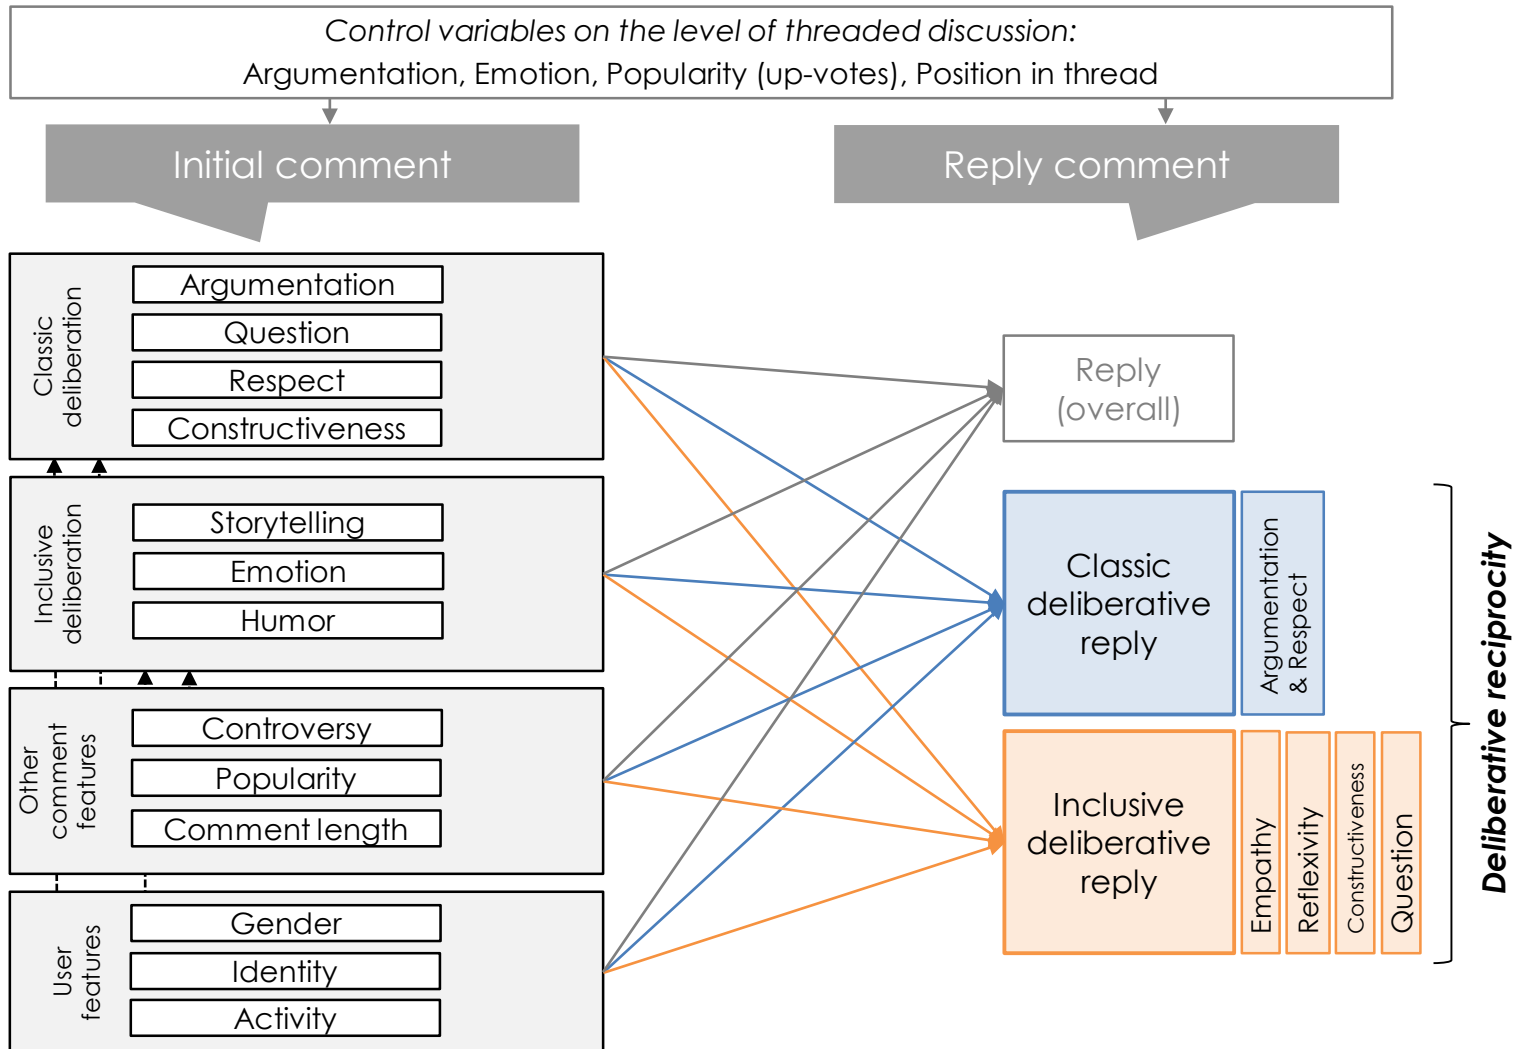 Control variables on the level of threaded discussion:
Argumentation, Emotion, Popularity (up-votes), Position in thread
Initial comment
Reply comment
Classic
deliberation
Argumentation
Question
Respect
Constructiveness
Inclusive
deliberation
Storytelling
Emotion
Humor
Other
comment
features
Controversy
Popularity
Comment length
User
features
Gender
Identity
Activity
Reply
(overall)
Classic
deliberative
reply
Argumentation
& Respect
Inclusive
deliberative
reply
Empathy
Reflexivity
Constructiveness
Question
Deliberative reciprocity